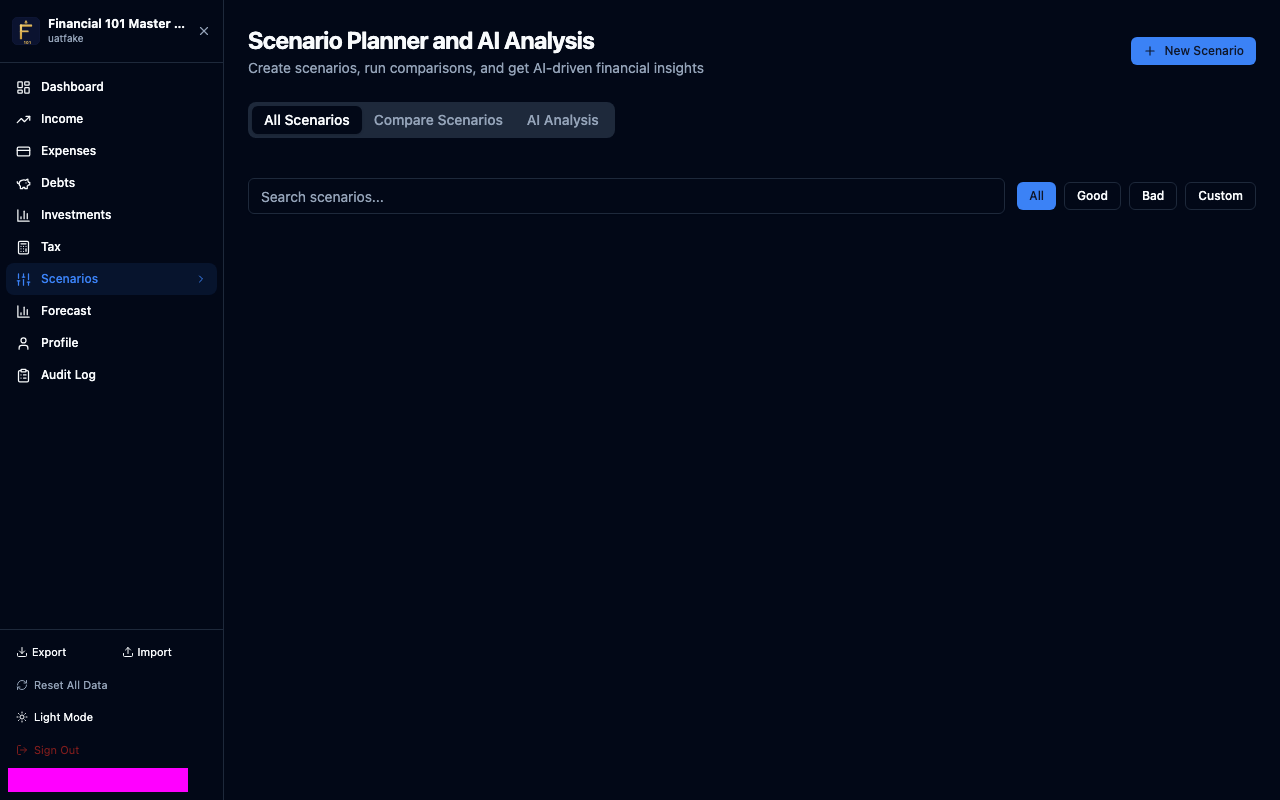 Financial 101 Master ...
uatfake
Dashboard
Income
Expenses
Debts
Investments
Tax
Scenarios
Forecast
Profile
Audit Log
Export
Import
Reset All Data
Light Mode
Sign Out
Scenario Planner and AI Analysis
Create scenarios, run comparisons, and get AI-driven financial insights
New Scenario
All Scenarios
Compare Scenarios
AI Analysis
Search scenarios...
All
Good
Bad
Custom